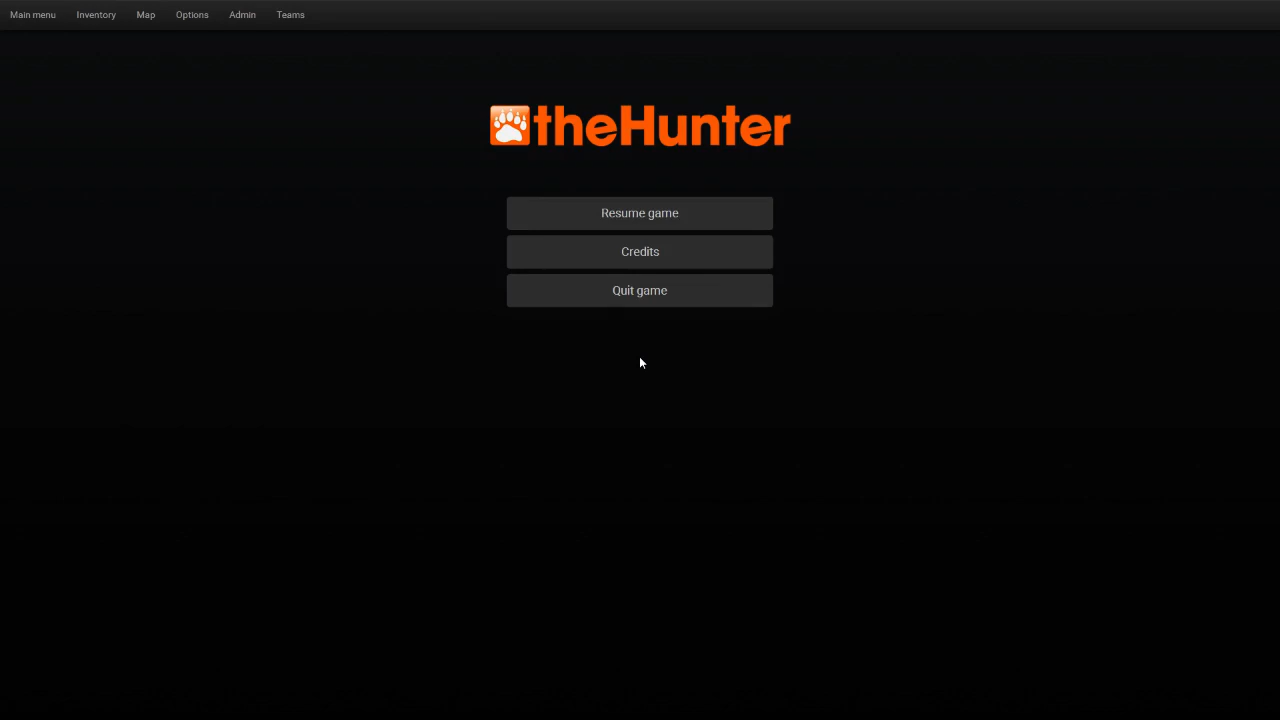 Main menu Inventory Map Options Admin Teams
theHunter
Resume game
Credits
Quit game